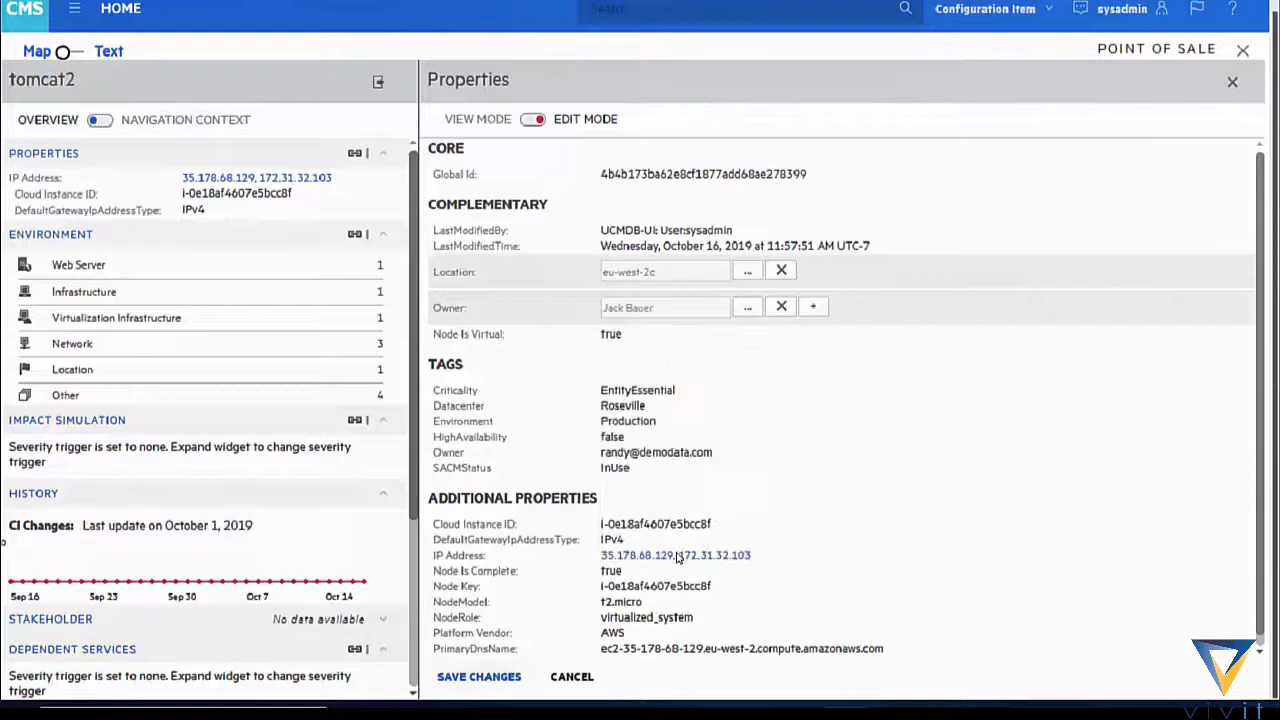 CMS HOME Search Configuration Item sysadmin ?
Map Text POINT OF SALE
tomcat2
OVERVIEW NAVIGATION CONTEXT
PROPERTIES
IP Address: 35.178.68.129, 172.31.32.103
Cloud Instance ID: i-0e18af4607e5bcc8f
DefaultGatewayIpAddressType: IPv4
ENVIRONMENT
Web Server 1
Infrastructure 1
Virtualization Infrastructure 1
Network 3
Location 1
Other 4
IMPACT SIMULATION
Severity trigger is set to none. Expand widget to change severity
trigger
HISTORY
CI Changes: Last update on October 1, 2019
Sep 16 Sep 23 Sep 30 Oct 7 Oct 14
STAKEHOLDER No data available
DEPENDENT SERVICES
Severity trigger is set to none. Expand widget to change severity
trigger
Properties
VIEW MODE EDIT MODE
CORE
Global Id: 4b4b173ba62e8cf1877add68ae278399
COMPLEMENTARY
LastModifiedBy: UCMDB-UI: User:sysadmin
LastModifiedTime: Wednesday, October 16, 2019 at 11:57:51 AM UTC-7
Location: eu-west-2c ...
Owner: Jack Bauer ... +
Node Is Virtual: true
TAGS
Criticality EntityEssential
Datacenter Roseville
Environment Production
HighAvailability false
Owner randy@demodata.com
SACMStatus InUse
ADDITIONAL PROPERTIES
Cloud Instance ID: i-0e18af4607e5bcc8f
DefaultGatewayIpAddressType: IPv4
IP Address: 35.178.68.129, 172.31.32.103
Node Is Complete: true
Node Key: i-0e18af4607e5bcc8f
NodeModel: t2.micro
NodeRole: virtualized_system
Platform Vendor: AWS
PrimaryDnsName: ec2-35-178-68-129.eu-west-2.compute.amazonaws.com
SAVE CHANGES CANCEL
vivit